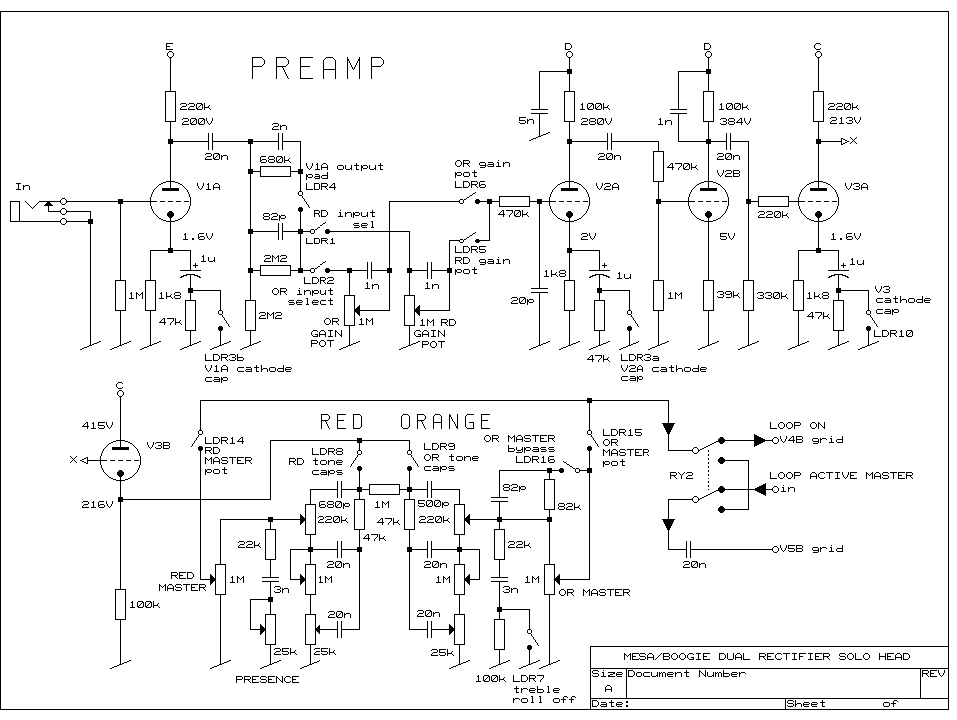 PREAMP
E
D
D
C
220k
200V
20n
2n
680k
V1A output
pad
LDR4
OR gain
pot
LDR6
5n
100k
280V
20n
470k
1n
100k
384V
20n
220k
213V
X
In
V1A
82p
RD input
sel
LDR1
470k
V2A
V2B
220k
V3A
1.6V
1u
2M2
LDR2
OR input
select
1n
LDR5
RD gain
pot
1n
2V
1u
5V
1.6V
1u
1M
1k8
47k
2M2
OR
GAIN
POT
1M
1M RD
GAIN
POT
20p
1k8
47k
1M
39k
330k
1k8
47k
V3
cathode
cap
LDR10
LDR3b
V1A cathode
cap
LDR3a
V2A cathode
cap
C
415V
V3B
X
216V
100k
RED ORANGE
LDR14
RD
MASTER
pot
LDR8
RD tone
caps
LDR9
OR tone
caps
OR MASTER
bypass
LDR16
LDR15
OR
MASTER
pot
LOOP ON
V4B grid
RY2
LOOP ACTIVE MASTER
in
V5B grid
20n
680p
220k
1M
47k
47k
500p
220k
82p
82k
22k
20n
20n
22k
RED
MASTER
1M
3n
1M
1M
3n
1M
OR MASTER
20n
20n
25k
25k
25k
PRESENCE
100k
LDR7
treble
roll off
MESA/BOOGIE DUAL RECTIFIER SOLO HEAD
Size
A
Document Number
REV
Date:
Sheet of